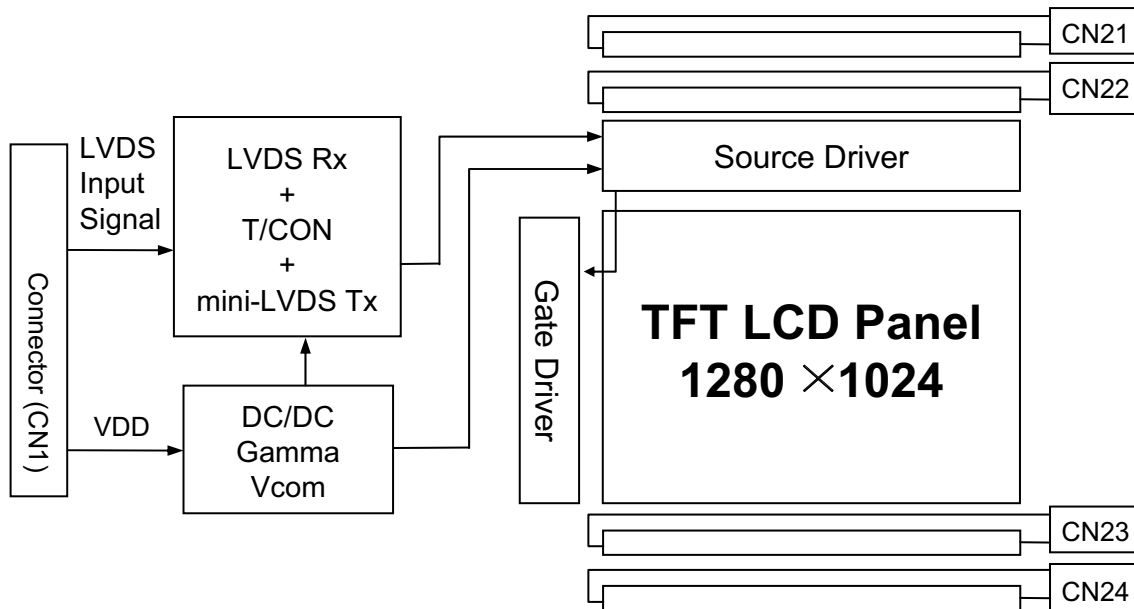 CN21
CN22
LVDS
Input
Signal
LVDS Rx
+
T/CON
+
mini-LVDS Tx
Source Driver
Connector (CN1)
Gate Driver
TFT LCD Panel
1280 ×1024
VDD
DC/DC
Gamma
Vcom
CN23
CN24